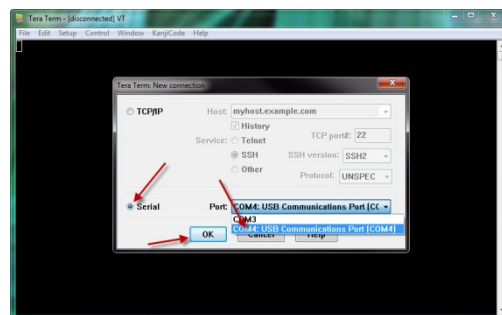 Tera Term - [disconnected] VT
File Edit Setup Control Window KanjiCode Help
Tera Term: New connection
TCP/IP
Host: myhost.example.com
History
Service: Telnet
TCP port#: 22
SSH
SSH version: SSH2
Other
Protocol: UNSPEC
Serial
Port: COM4: USB Communications Port (CC
COM3
COM4: USB Communications Port (COM4)
OK
Cancel
Help